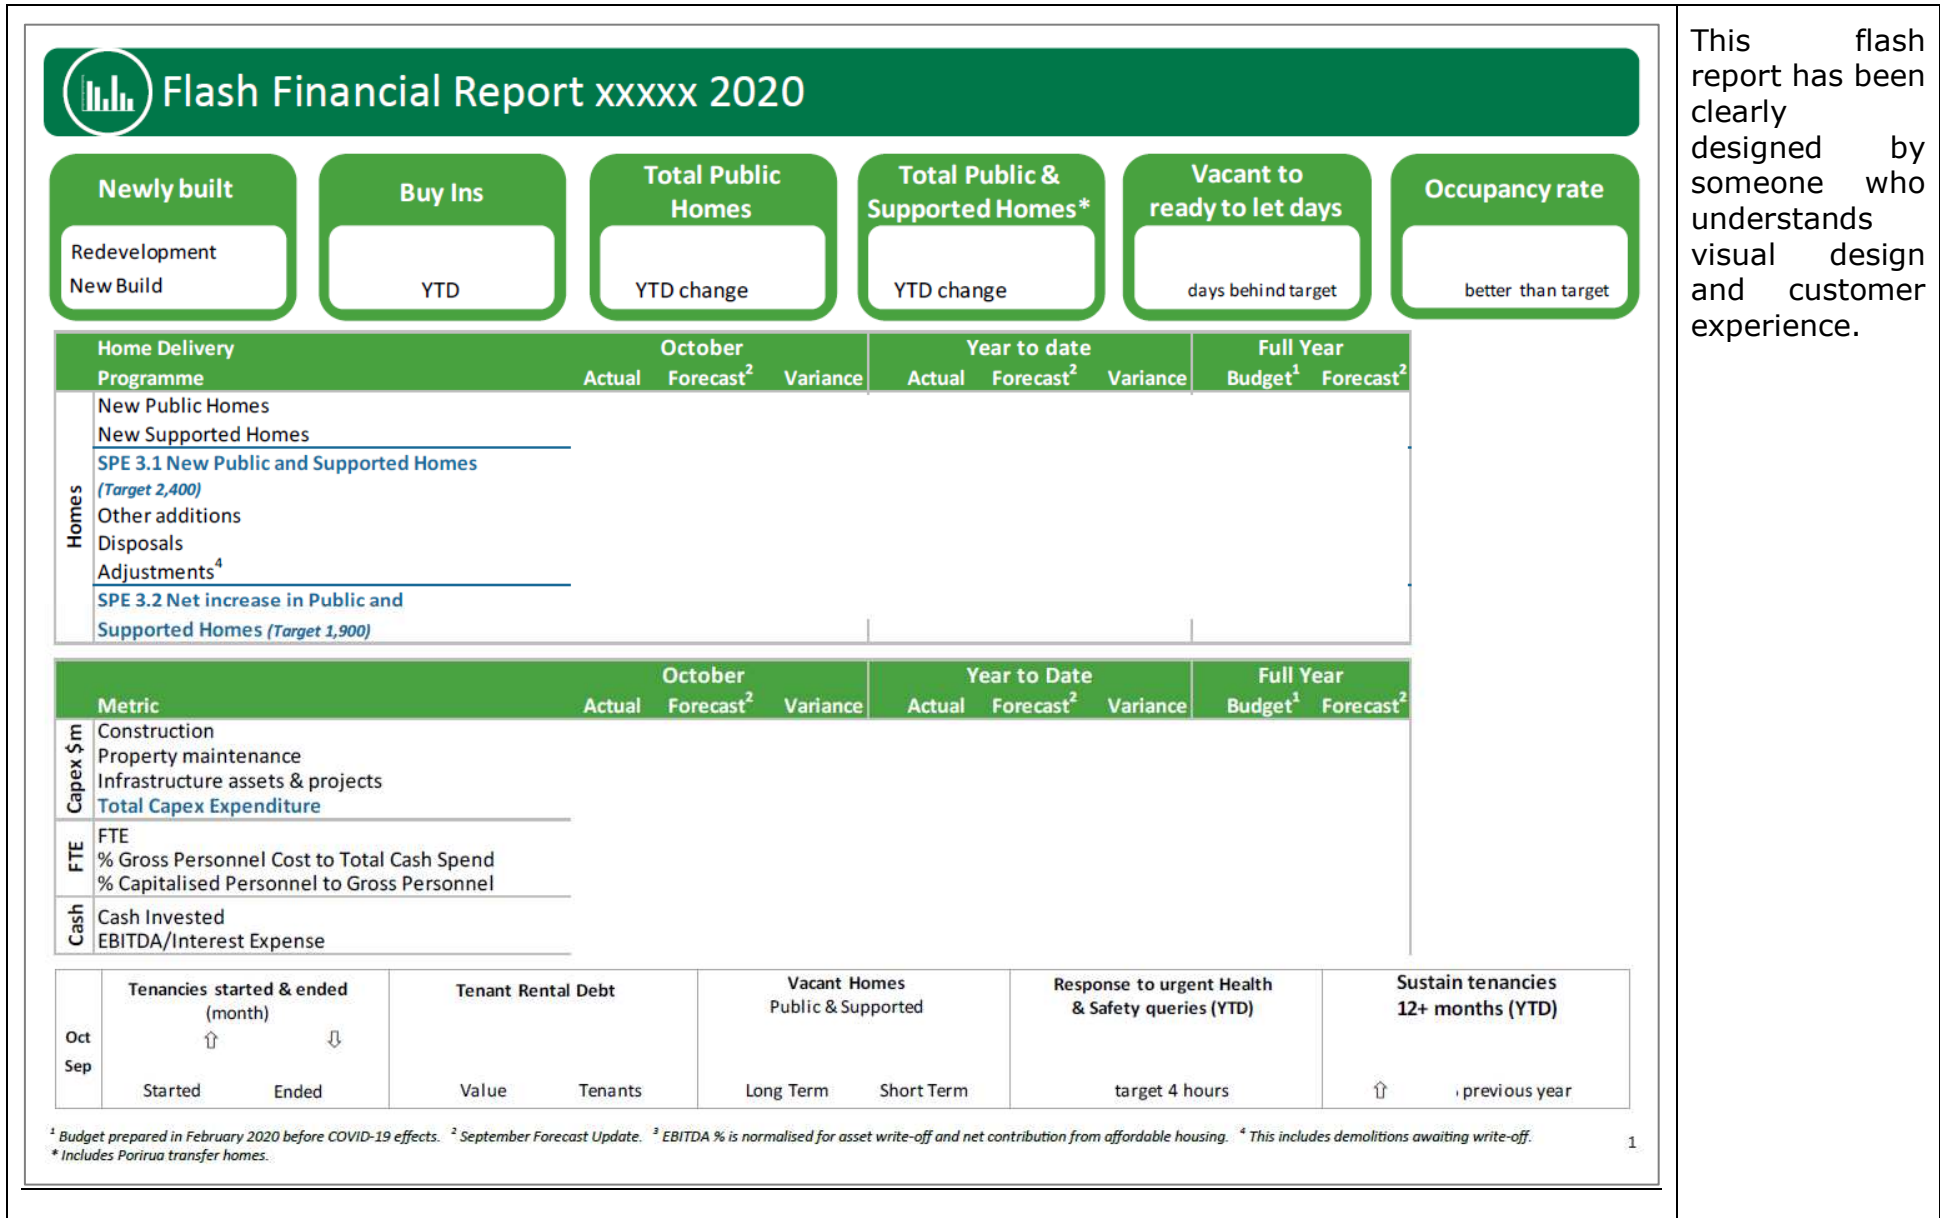 Flash Financial Report xxxxx 2020
Newly built
Redevelopment
New Build
Buy Ins
YTD
Total Public
Homes
YTD change
Total Public &
Supported Homes*
YTD change
Vacant to
ready to let days
days behind target
Occupancy rate
better than target
Home Delivery October Year to date Full Year
Programme Actual Forecast² Variance Actual Forecast² Variance Budget¹ Forecast²
Homes
New Public Homes
New Supported Homes
SPE 3.1 New Public and Supported Homes
(Target 2,400)
Other additions
Disposals
Adjustments⁴
SPE 3.2 Net increase in Public and
Supported Homes (Target 1,900)
October Year to Date Full Year
Metric Actual Forecast² Variance Actual Forecast² Variance Budget¹ Forecast²
Capex $m
Construction
Property maintenance
Infrastructure assets & projects
Total Capex Expenditure
FTE
FTE
% Gross Personnel Cost to Total Cash Spend
% Capitalised Personnel to Gross Personnel
Cash
Cash Invested
EBITDA/Interest Expense
Oct
Sep
Tenancies started & ended
(month)
⇧ ⇩
Started Ended
Tenant Rental Debt
Value Tenants
Vacant Homes
Public & Supported
Long Term Short Term
Response to urgent Health
& Safety queries (YTD)
target 4 hours
Sustain tenancies
12+ months (YTD)
⇧ previous year
¹ Budget prepared in February 2020 before COVID-19 effects. ² September Forecast Update. ³ EBITDA % is normalised for asset write-off and net contribution from affordable housing. ⁴ This includes demolitions awaiting write-off.
* Includes Porirua transfer homes.
1
This flash
report has been
clearly
designed by
someone who
understands
visual design
and customer
experience.